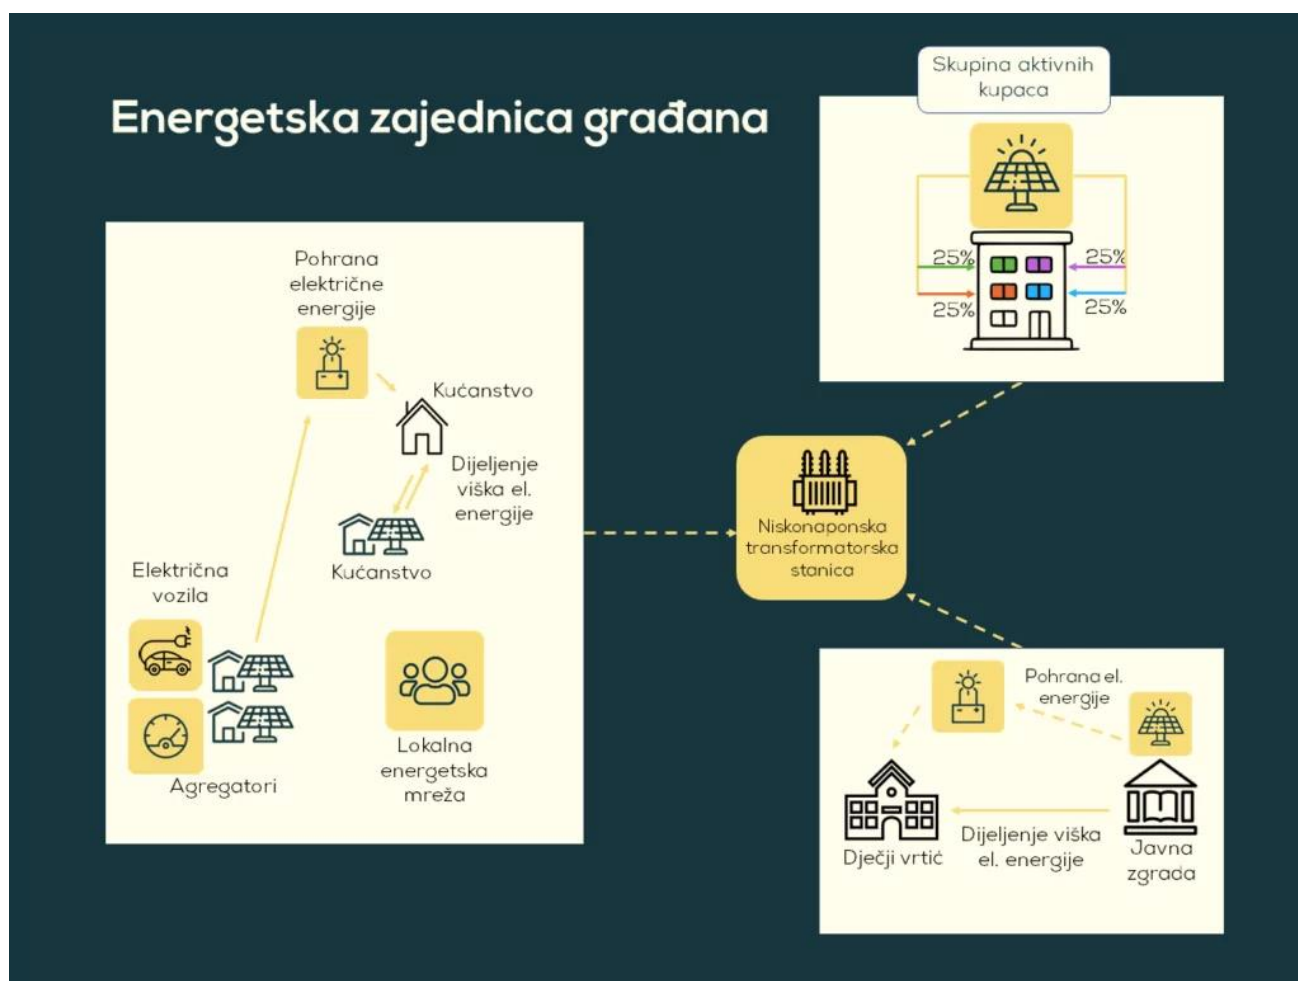 Energetska zajednica građana
Skupina aktivnih
kupaca
25%
25%
25%
25%
Pohrana
električne
energije
Kućanstvo
Dijeljenje
viška el.
energije
Kućanstvo
Električna
vozila
Agregatori
Lokalna
energetska
mreža
Niskonaponska
transformatorska
stanica
Pohrana el.
energije
Dječji vrtić
Dijeljenje viška
el. energije
Javna
zgrada